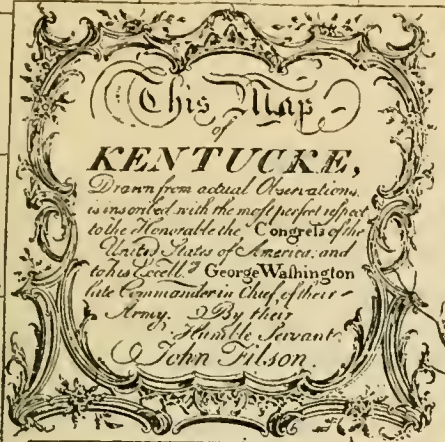 This Map
of
KENTUCKE,
Drawn from actual Observations,
is inscribed with the moſt perfect reſpect,
to the Honorable the Congreſs of the
United States of America; and
to his Excell.cy George Waſhington
late Commander in Chief, of their
Army. By their
Humble Servant,
John Filson.